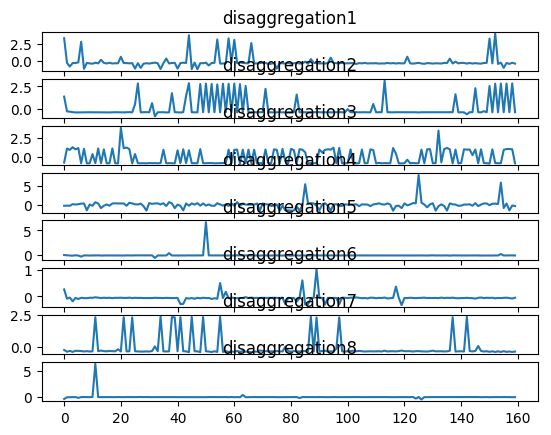 disaggregation1
2.5
0.0
disaggregation2
2.5
0.0
disaggregation3
2.5
0.0
disaggregation4
5
0
disaggregation5
5
0
disaggregation6
1
0
disaggregation7
2.5
0.0
disaggregation8
5
0
0 20 40 60 80 100 120 140 160